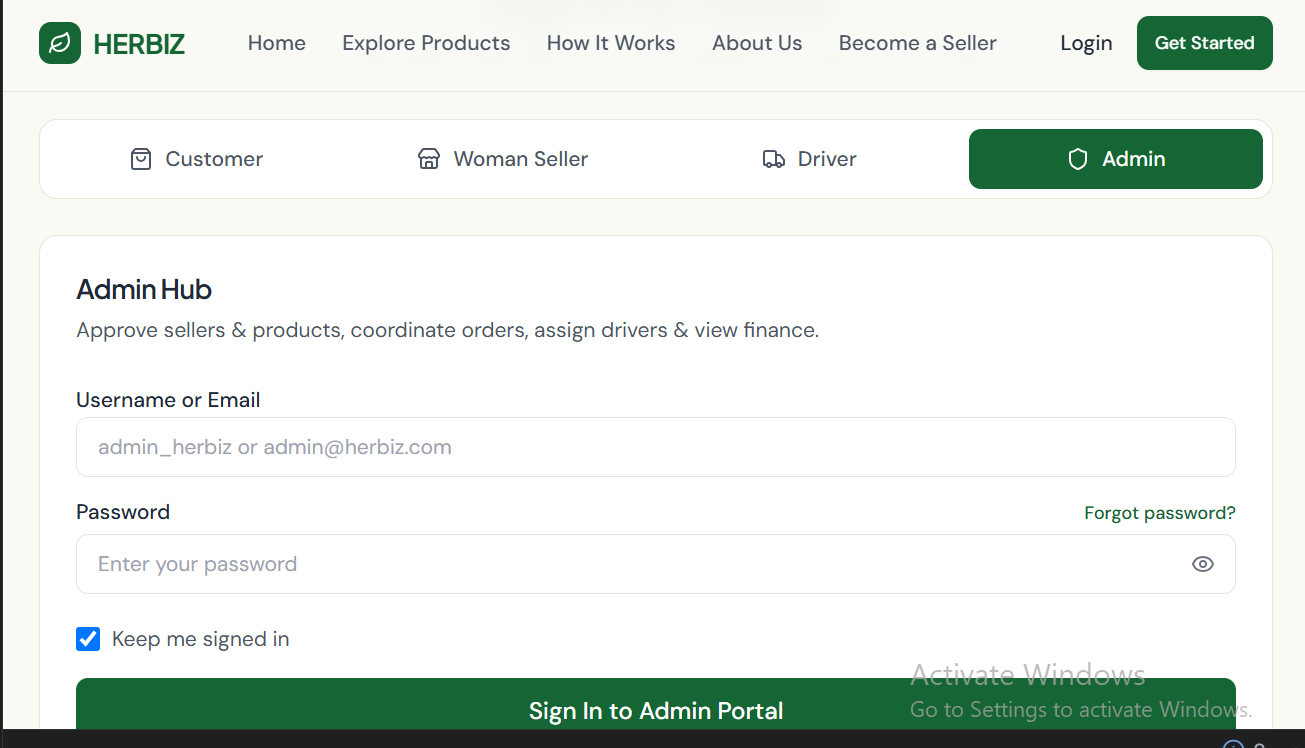 HERBIZ Home Explore Products How It Works About Us Become a Seller Login Get Started
Customer Woman Seller Driver Admin
Admin Hub
Approve sellers & products, coordinate orders, assign drivers & view finance.
Username or Email
admin_herbiz or admin@herbiz.com
Password Forgot password?
Enter your password
Keep me signed in
Sign In to Admin Portal
Activate Windows
Go to Settings to activate Windows.